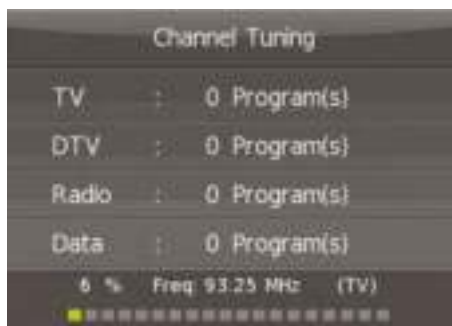 Channel Tuning
TV : 0 Program(s)
DTV : 0 Program(s)
Radio : 0 Program(s)
Data : 0 Program(s)
6 % Freq 93.25 MHz (TV)